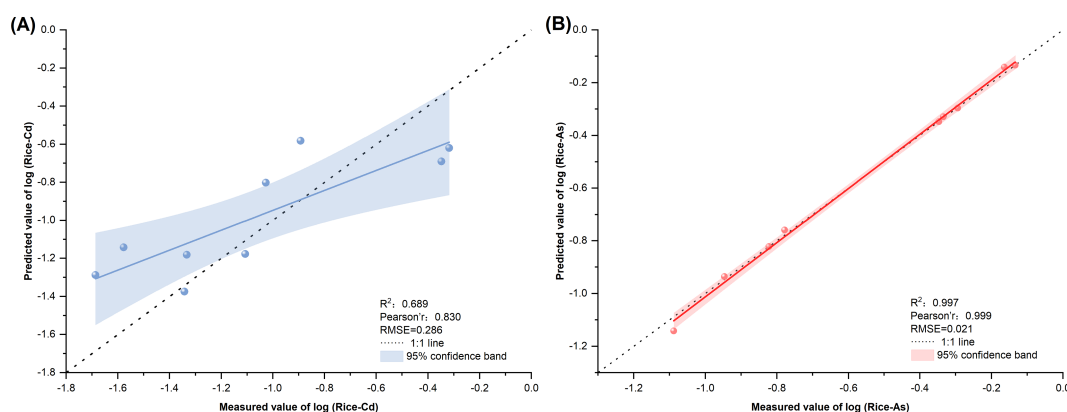 (A)
0.0
-0.2
-0.4
-0.6
-0.8
-1.0
-1.2
-1.4
-1.6
-1.8
Predicted value of log (Rice-Cd)
R²：0.689
Pearson'r：0.830
RMSE=0.286
1:1 line
95% confidence band
-1.8 -1.6 -1.4 -1.2 -1.0 -0.8 -0.6 -0.4 -0.2 0.0
Measured value of log (Rice-Cd)
(B)
0.0
-0.2
-0.4
-0.6
-0.8
-1.0
-1.2
Predicted value of log (Rice-As)
R²：0.997
Pearson'r：0.999
RMSE=0.021
1:1 line
95% confidence band
-1.2 -1.0 -0.8 -0.6 -0.4 -0.2 0.0
Measured value of log (Rice-As)